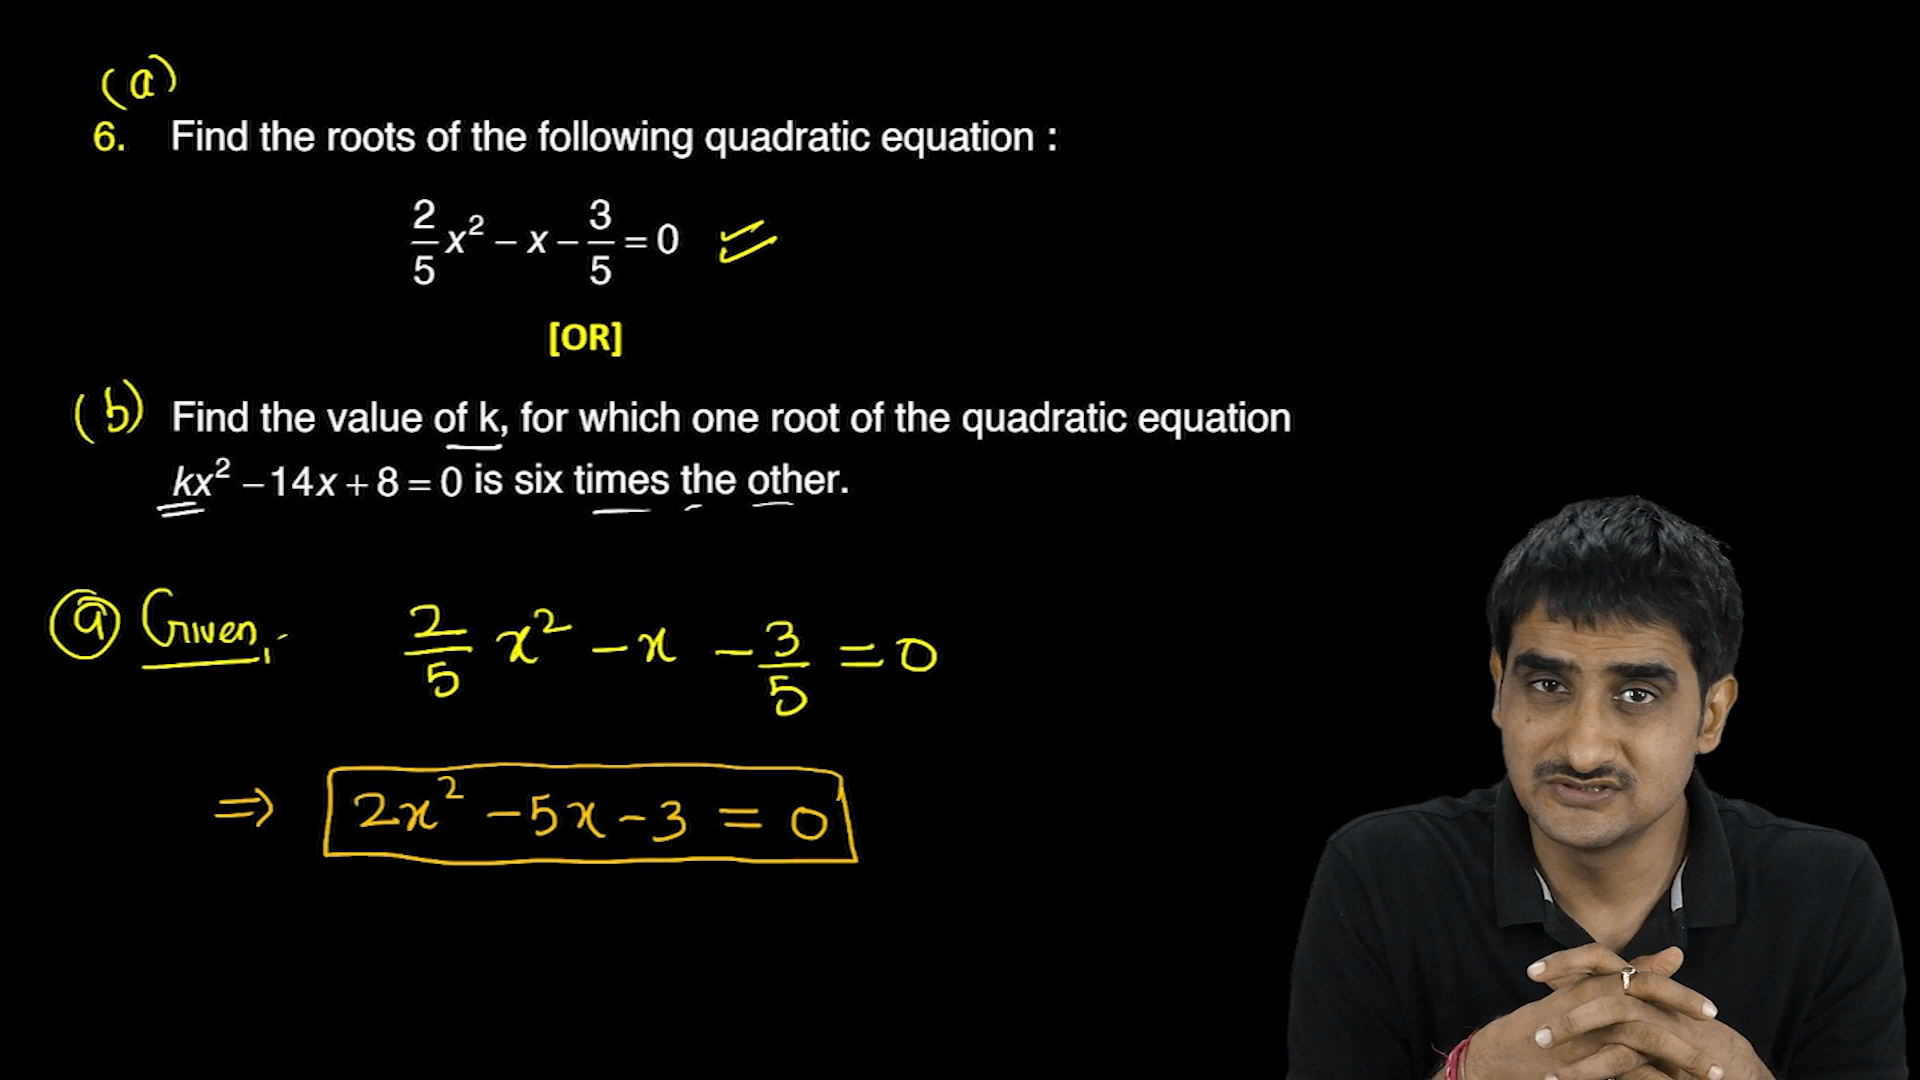 (a)
6. Find the roots of the following quadratic equation :
2/5 x² – x – 3/5 = 0
[OR]
(b) Find the value of k, for which one root of the quadratic equation
kx² – 14x + 8 = 0 is six times the other.
(a) Given,
2/5 x² – x – 3/5 = 0
⇒ 2x² – 5x – 3 = 0